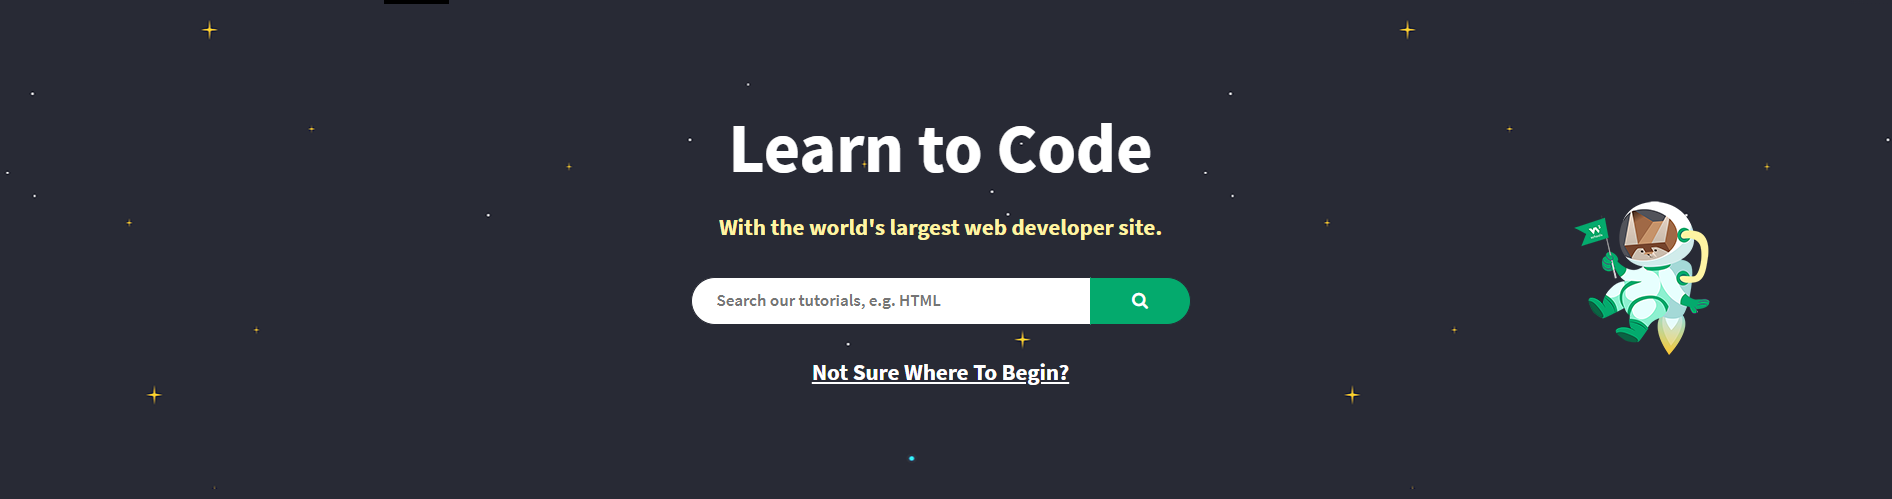 Learn to Code
With the world's largest web developer site.
Search our tutorials, e.g. HTML
Not Sure Where To Begin?